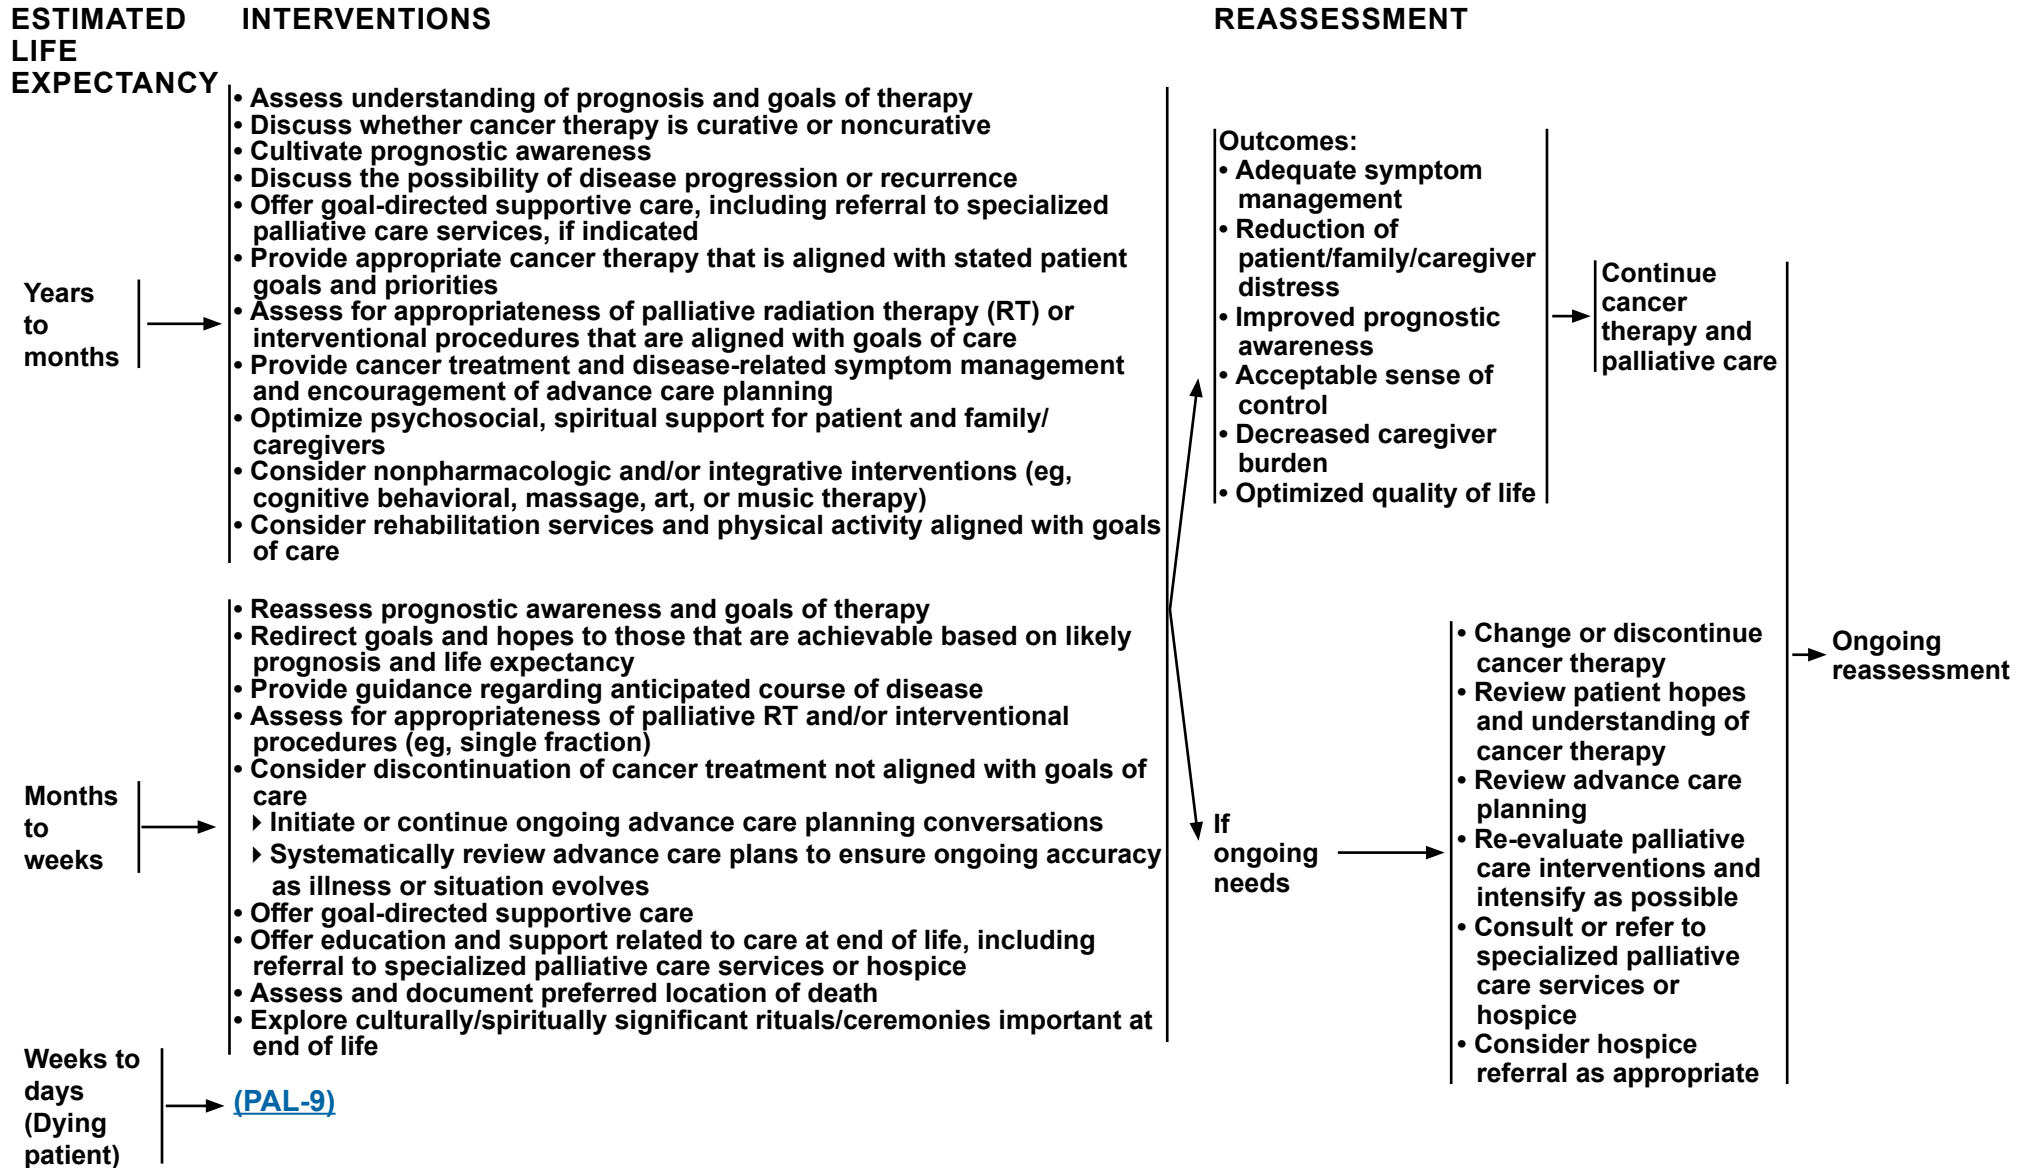 ESTIMATED
LIFE
EXPECTANCY
INTERVENTIONS
REASSESSMENT
Years
to
months
• Assess understanding of prognosis and goals of therapy
• Discuss whether cancer therapy is curative or noncurative
• Cultivate prognostic awareness
• Discuss the possibility of disease progression or recurrence
• Offer goal-directed supportive care, including referral to specialized
palliative care services, if indicated
• Provide appropriate cancer therapy that is aligned with stated patient
goals and priorities
• Assess for appropriateness of palliative radiation therapy (RT) or
interventional procedures that are aligned with goals of care
• Provide cancer treatment and disease-related symptom management
and encouragement of advance care planning
• Optimize psychosocial, spiritual support for patient and family/
caregivers
• Consider nonpharmacologic and/or integrative interventions (eg,
cognitive behavioral, massage, art, or music therapy)
• Consider rehabilitation services and physical activity aligned with goals
of care
Months
to
weeks
• Reassess prognostic awareness and goals of therapy
• Redirect goals and hopes to those that are achievable based on likely
prognosis and life expectancy
• Provide guidance regarding anticipated course of disease
• Assess for appropriateness of palliative RT and/or interventional
procedures (eg, single fraction)
• Consider discontinuation of cancer treatment not aligned with goals of
care
▸ Initiate or continue ongoing advance care planning conversations
▸ Systematically review advance care plans to ensure ongoing accuracy
as illness or situation evolves
• Offer goal-directed supportive care
• Offer education and support related to care at end of life, including
referral to specialized palliative care services or hospice
• Assess and document preferred location of death
• Explore culturally/spiritually significant rituals/ceremonies important at
end of life
Weeks to
days
(Dying
patient)
(PAL-9)
Outcomes:
• Adequate symptom
management
• Reduction of
patient/family/caregiver
distress
• Improved prognostic
awareness
• Acceptable sense of
control
• Decreased caregiver
burden
• Optimized quality of life
Continue
cancer
therapy and
palliative care
If
ongoing
needs
• Change or discontinue
cancer therapy
• Review patient hopes
and understanding of
cancer therapy
• Review advance care
planning
• Re-evaluate palliative
care interventions and
intensify as possible
• Consult or refer to
specialized palliative
care services or
hospice
• Consider hospice
referral as appropriate
Ongoing
reassessment